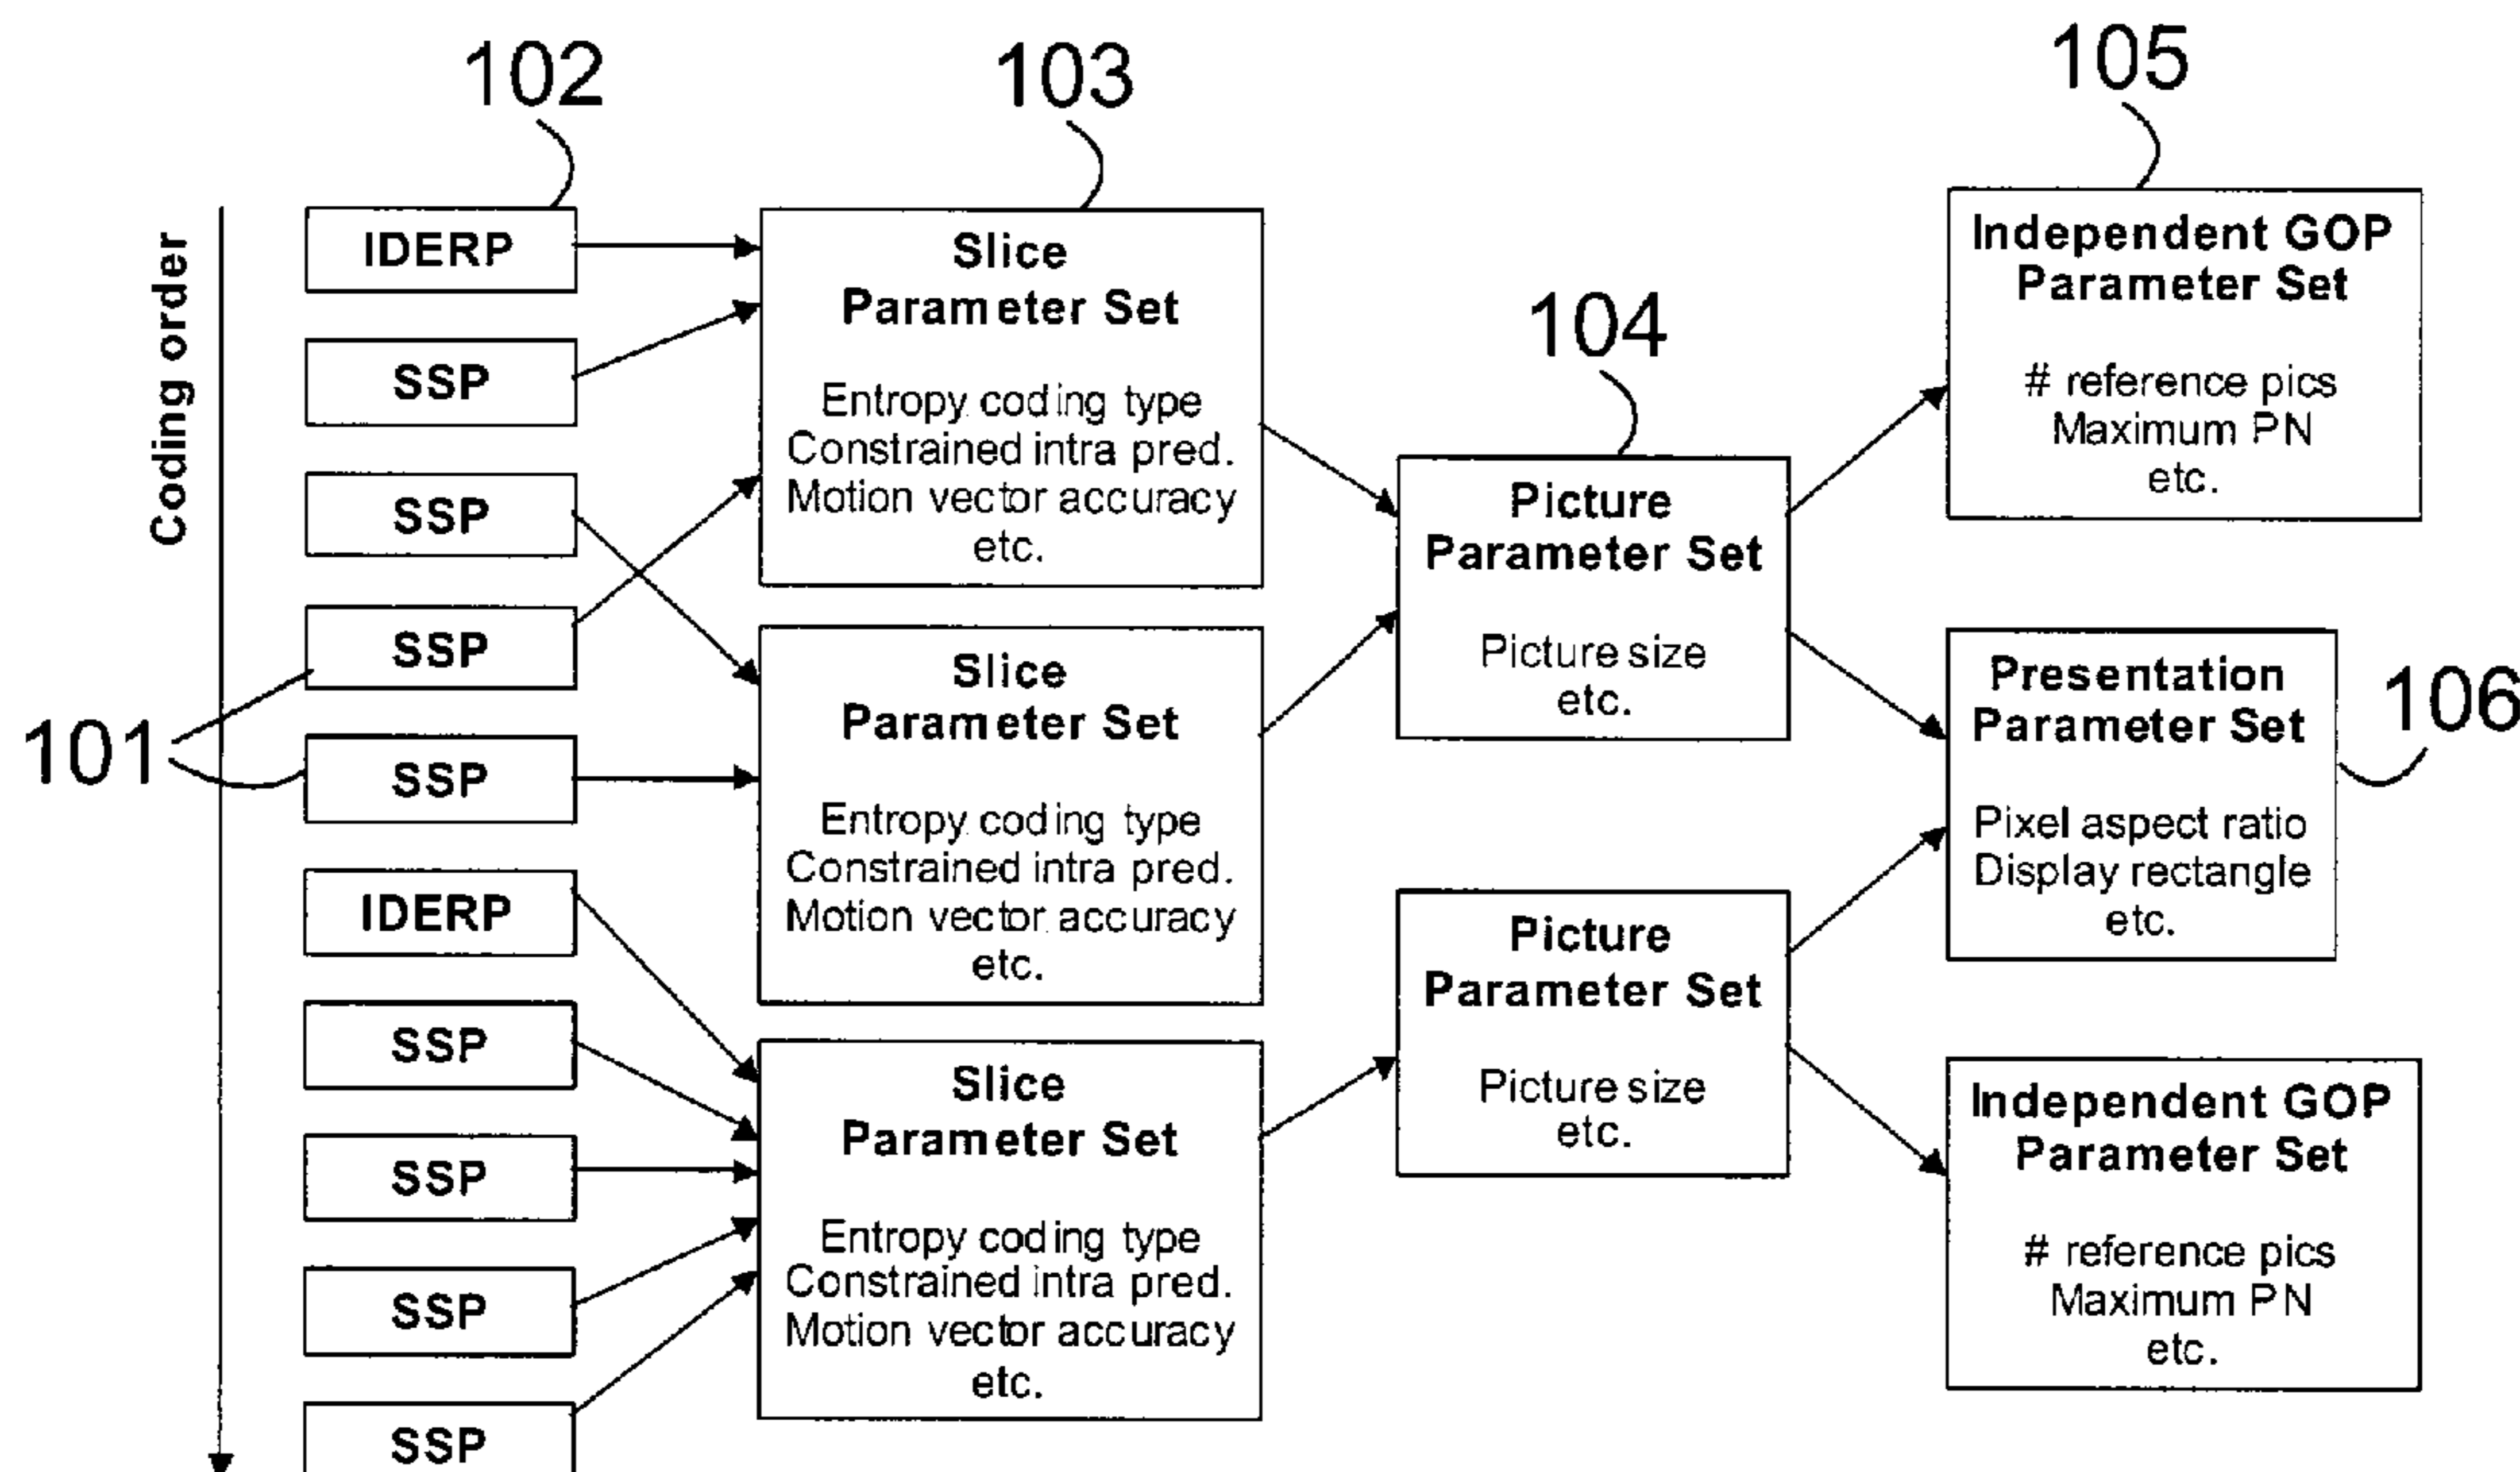 102
103
105
104
101
106
Coding order
IDERP
SSP
SSP
SSP
SSP
IDERP
SSP
SSP
SSP
SSP
Slice
Parameter Set
Entropy coding type
Constrained intra pred.
Motion vector accuracy
etc.
Slice
Parameter Set
Entropy coding type
Constrained intra pred.
Motion vector accuracy
etc.
Slice
Parameter Set
Entropy coding type
Constrained intra pred.
Motion vector accuracy
etc.
Picture
Parameter Set
Picture size
etc.
Picture
Parameter Set
Picture size
etc.
Independent GOP
Parameter Set
# reference pics
Maximum PN
etc.
Presentation
Parameter Set
Pixel aspect ratio
Display rectangle
etc.
Independent GOP
Parameter Set
# reference pics
Maximum PN
etc.